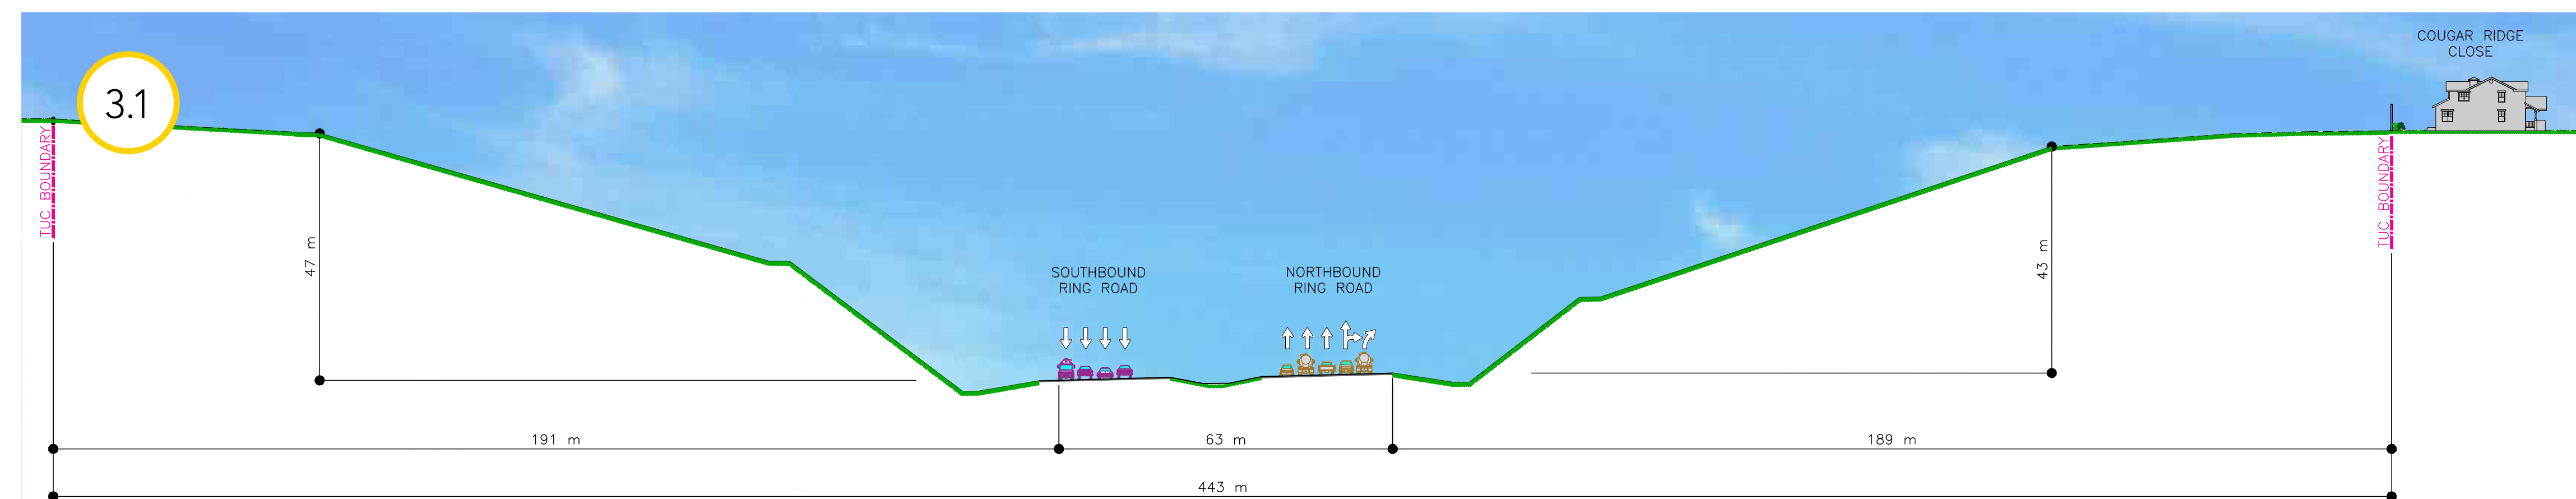 COUGAR RIDGE
CLOSE
3.1
TUC BOUNDARY
TUC BOUNDARY
47 m
43 m
SOUTHBOUND
RING ROAD
NORTHBOUND
RING ROAD
191 m
63 m
189 m
443 m